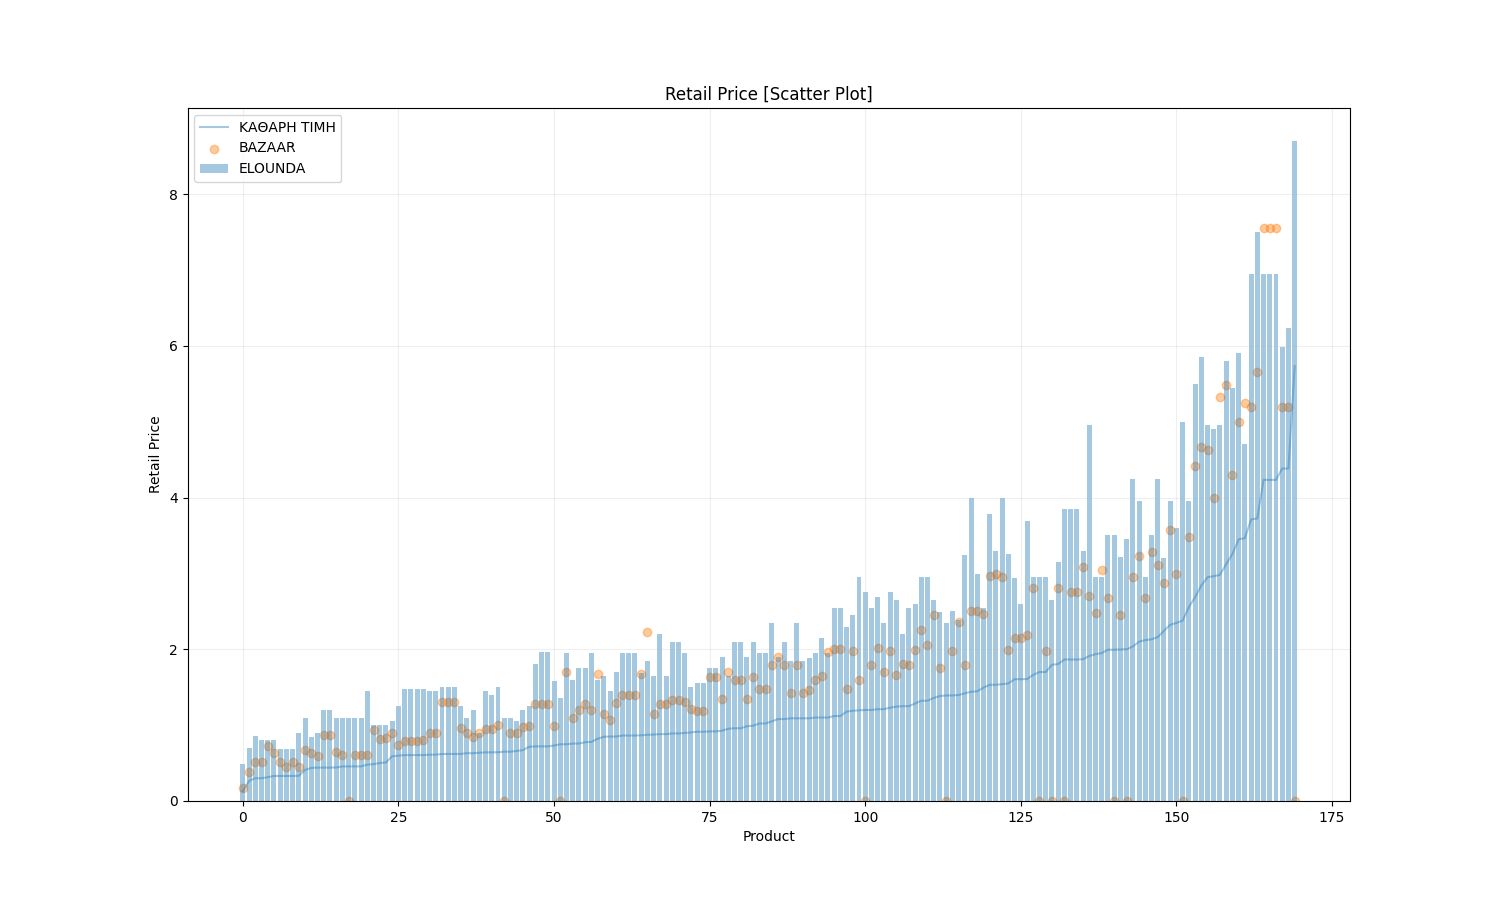 Retail Price [Scatter Plot]
ΚΑΘΑΡΗ ΤΙΜΗ
BAZAAR
ELOUNDA
Retail Price
8
6
4
2
0
0 25 50 75 100 125 150 175
Product